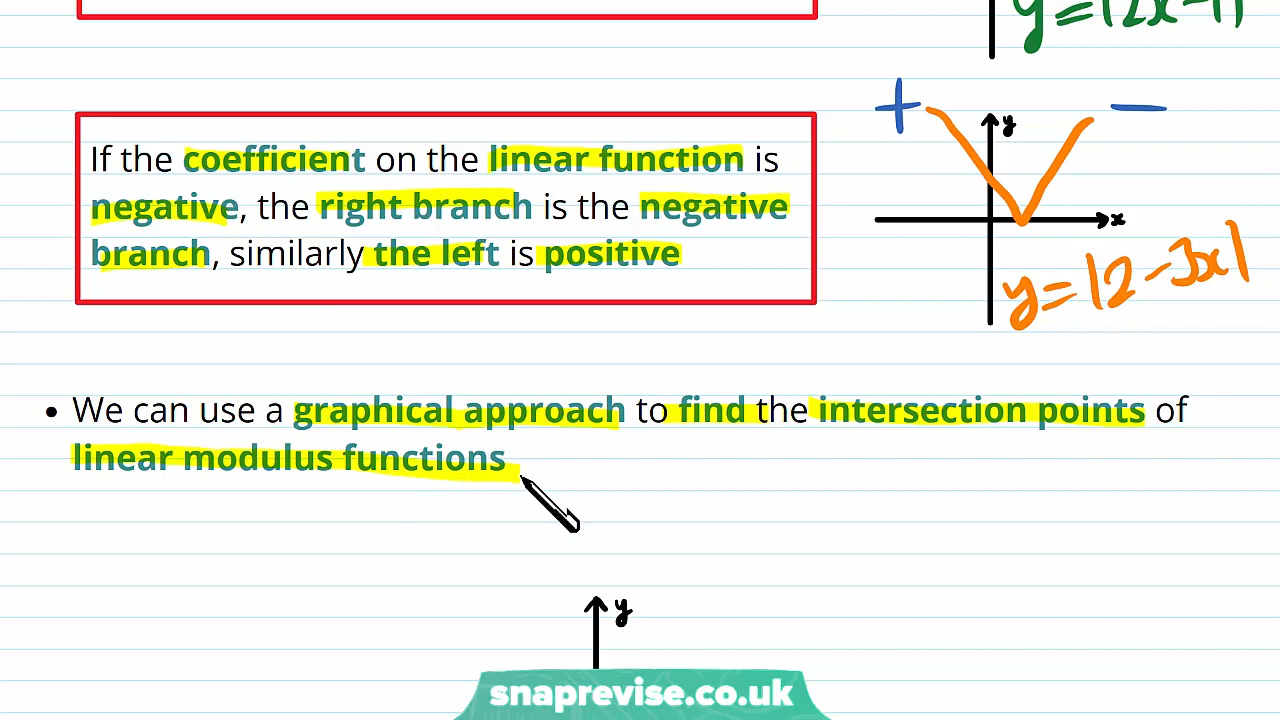 y=|2x-1|
+
-
y
If the coefficient on the linear function is
negative, the right branch is the negative
branch, similarly the left is positive
x
y=|2-3x|
• We can use a graphical approach to find the intersection points of
linear modulus functions
y
snaprevise.co.uk